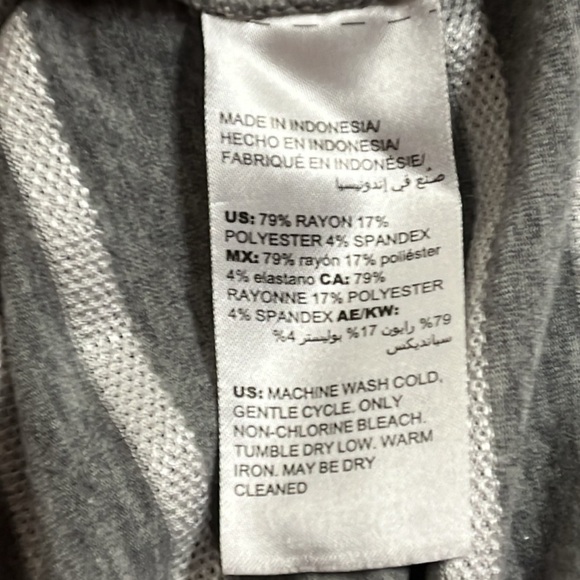 MADE IN INDONESIA/
HECHO EN INDONESIA/
FABRIQUÉ EN INDONÉSIE/
صنع في إندونيسيا
US: 79% RAYON 17%
POLYESTER 4% SPANDEX
MX: 79% rayón 17% poliéster
4% elastano CA: 79%
RAYONNE 17% POLYESTER
4% SPANDEX AE/KW:
79% رايون 17% بوليستر 4%
سبانديكس
US: MACHINE WASH COLD,
GENTLE CYCLE. ONLY
NON-CHLORINE BLEACH.
TUMBLE DRY LOW. WARM
IRON. MAY BE DRY
CLEANED